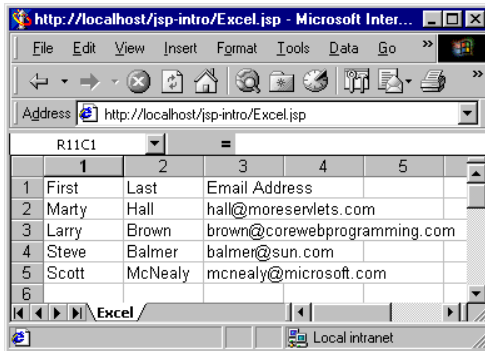 http://localhost/jsp-intro/Excel.jsp - Microsoft Inter...
File Edit View Insert Format Tools Data Go »
»
Address http://localhost/jsp-intro/Excel.jsp
R11C1 =
1 2 3 4 5
1 First Last Email Address
2 Marty Hall hall@moreservlets.com
3 Larry Brown brown@corewebprogramming.com
4 Steve Balmer balmer@sun.com
5 Scott McNealy mcnealy@microsoft.com
6
Excel
Local intranet